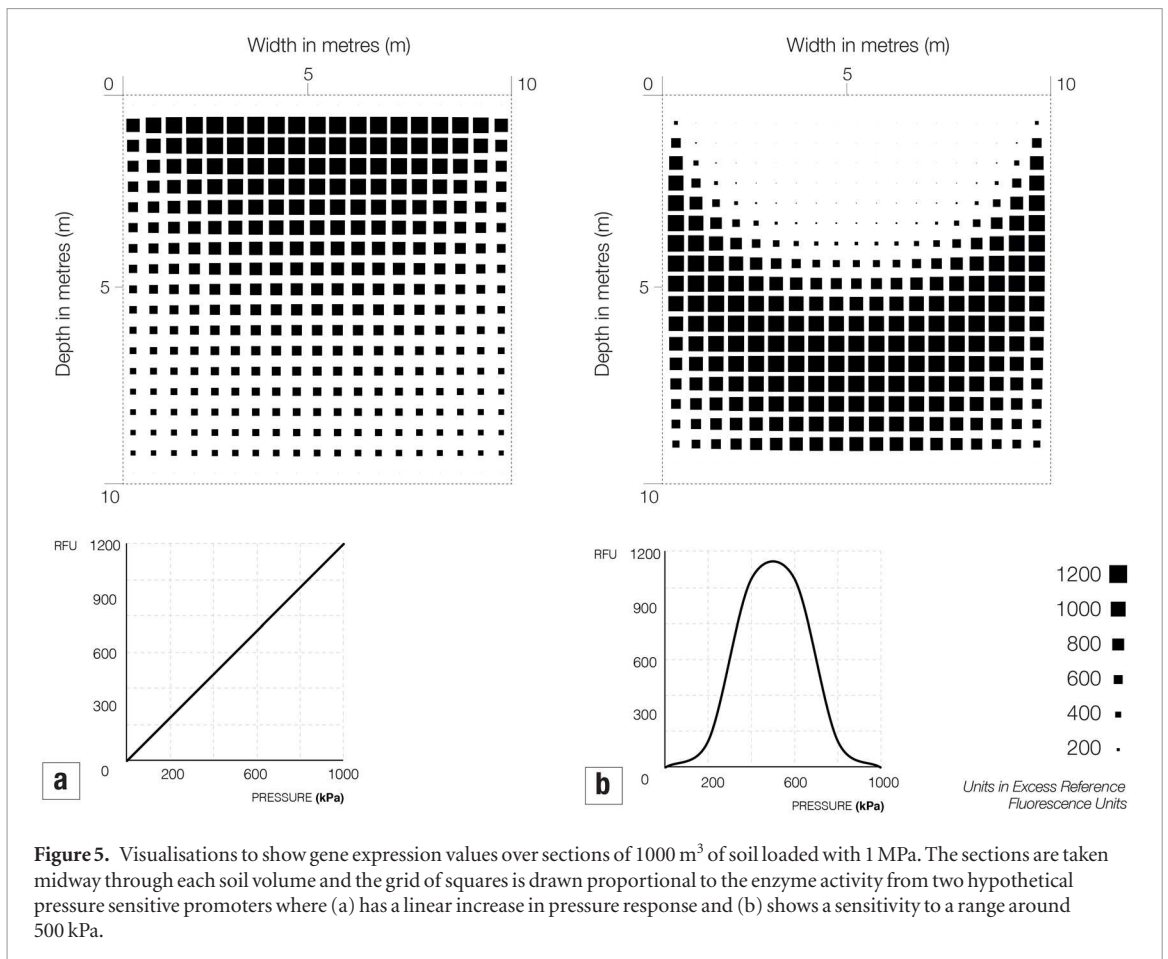 Width in metres (m)
0
5
10
Depth in metres (m)
5
10
Width in metres (m)
0
5
10
Depth in metres (m)
5
10
RFU
1200
900
600
300
0
200
600
1000
PRESSURE (kPa)
a
RFU
1200
900
600
300
0
200
600
1000
PRESSURE (kPa)
b
1200
1000
800
600
400
200
Units in Excess Reference
Fluorescence Units
Figure 5. Visualisations to show gene expression values over sections of 1000 m³ of soil loaded with 1 MPa. The sections are taken
midway through each soil volume and the grid of squares is drawn proportional to the enzyme activity from two hypothetical
pressure sensitive promoters where (a) has a linear increase in pressure response and (b) shows a sensitivity to a range around
500 kPa.